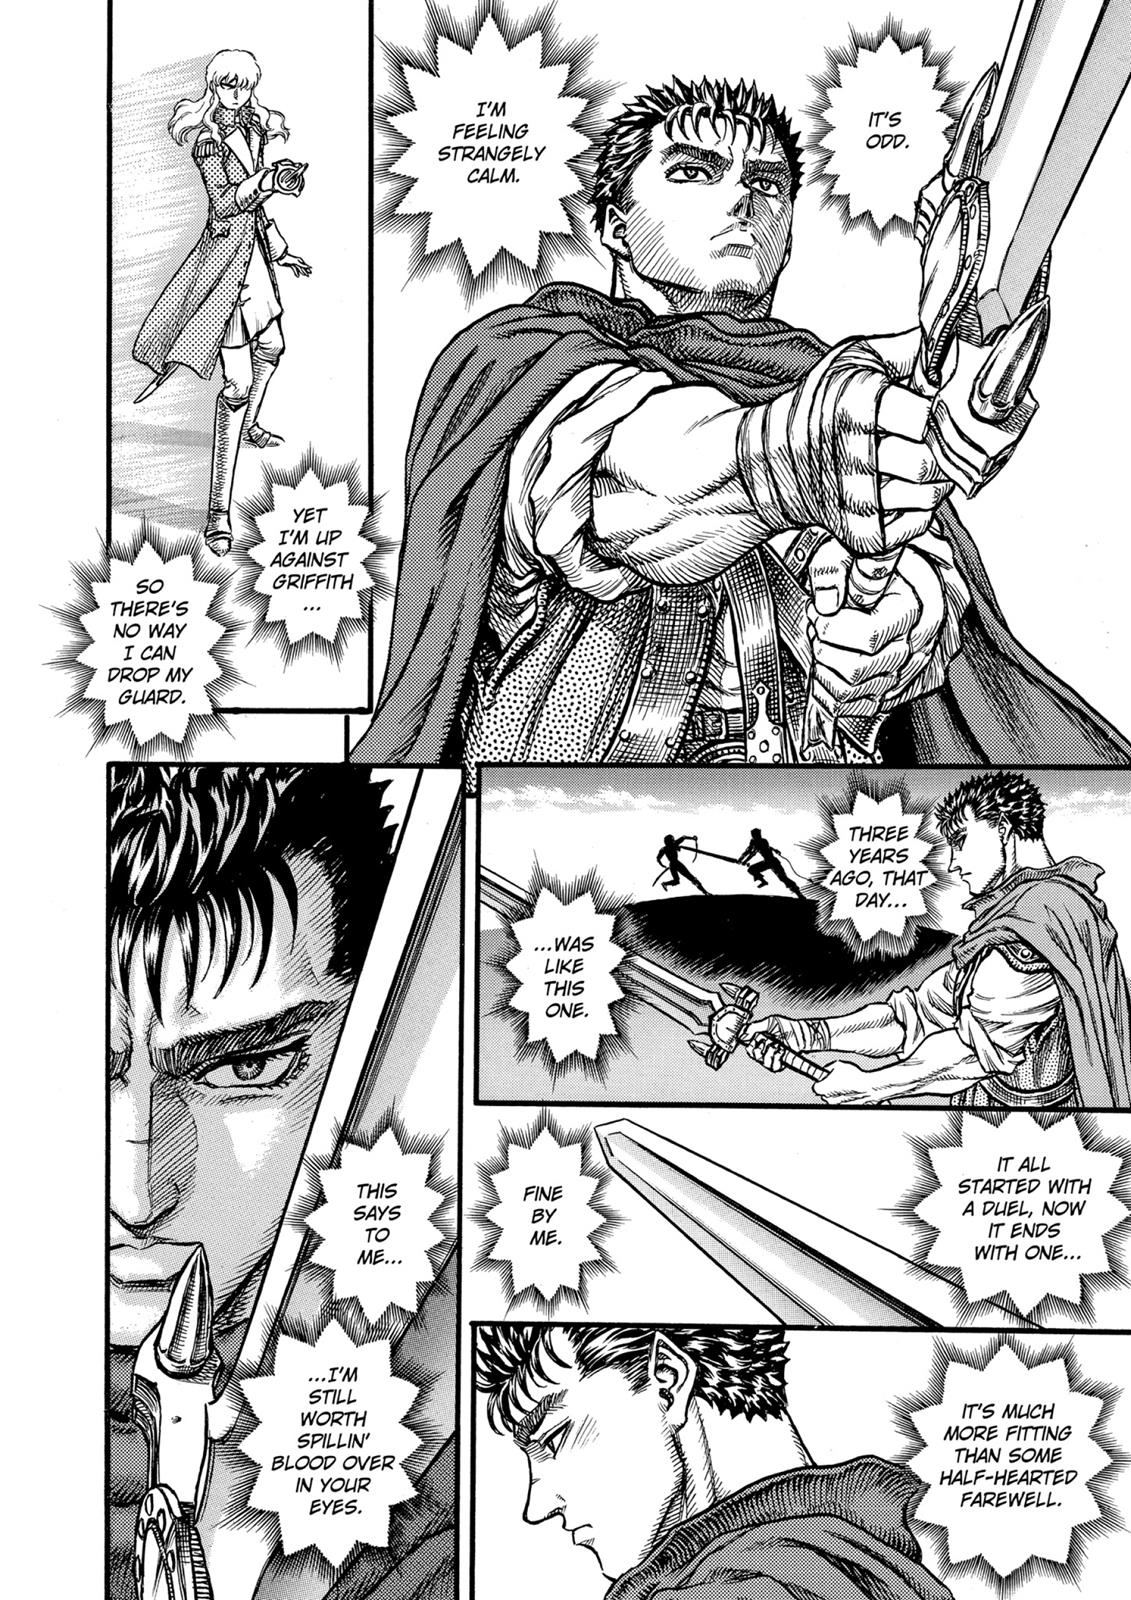 IT'S
ODD.
I'M
FEELING
STRANGELY
CALM.
YET
I'M UP
AGAINST
GRIFFITH
...
SO
THERE'S
NO WAY
I CAN
DROP MY
GUARD.
THREE
YEARS
AGO, THAT
DAY...
...WAS
LIKE
THIS
ONE.
IT ALL
STARTED WITH
A DUEL, NOW
IT ENDS
WITH ONE...
FINE
BY
ME.
IT'S MUCH
MORE FITTING
THAN SOME
HALF-HEARTED
FAREWELL.
THIS
SAYS
TO
ME...
...I'M
STILL
WORTH
SPILLIN'
BLOOD OVER
IN YOUR
EYES.